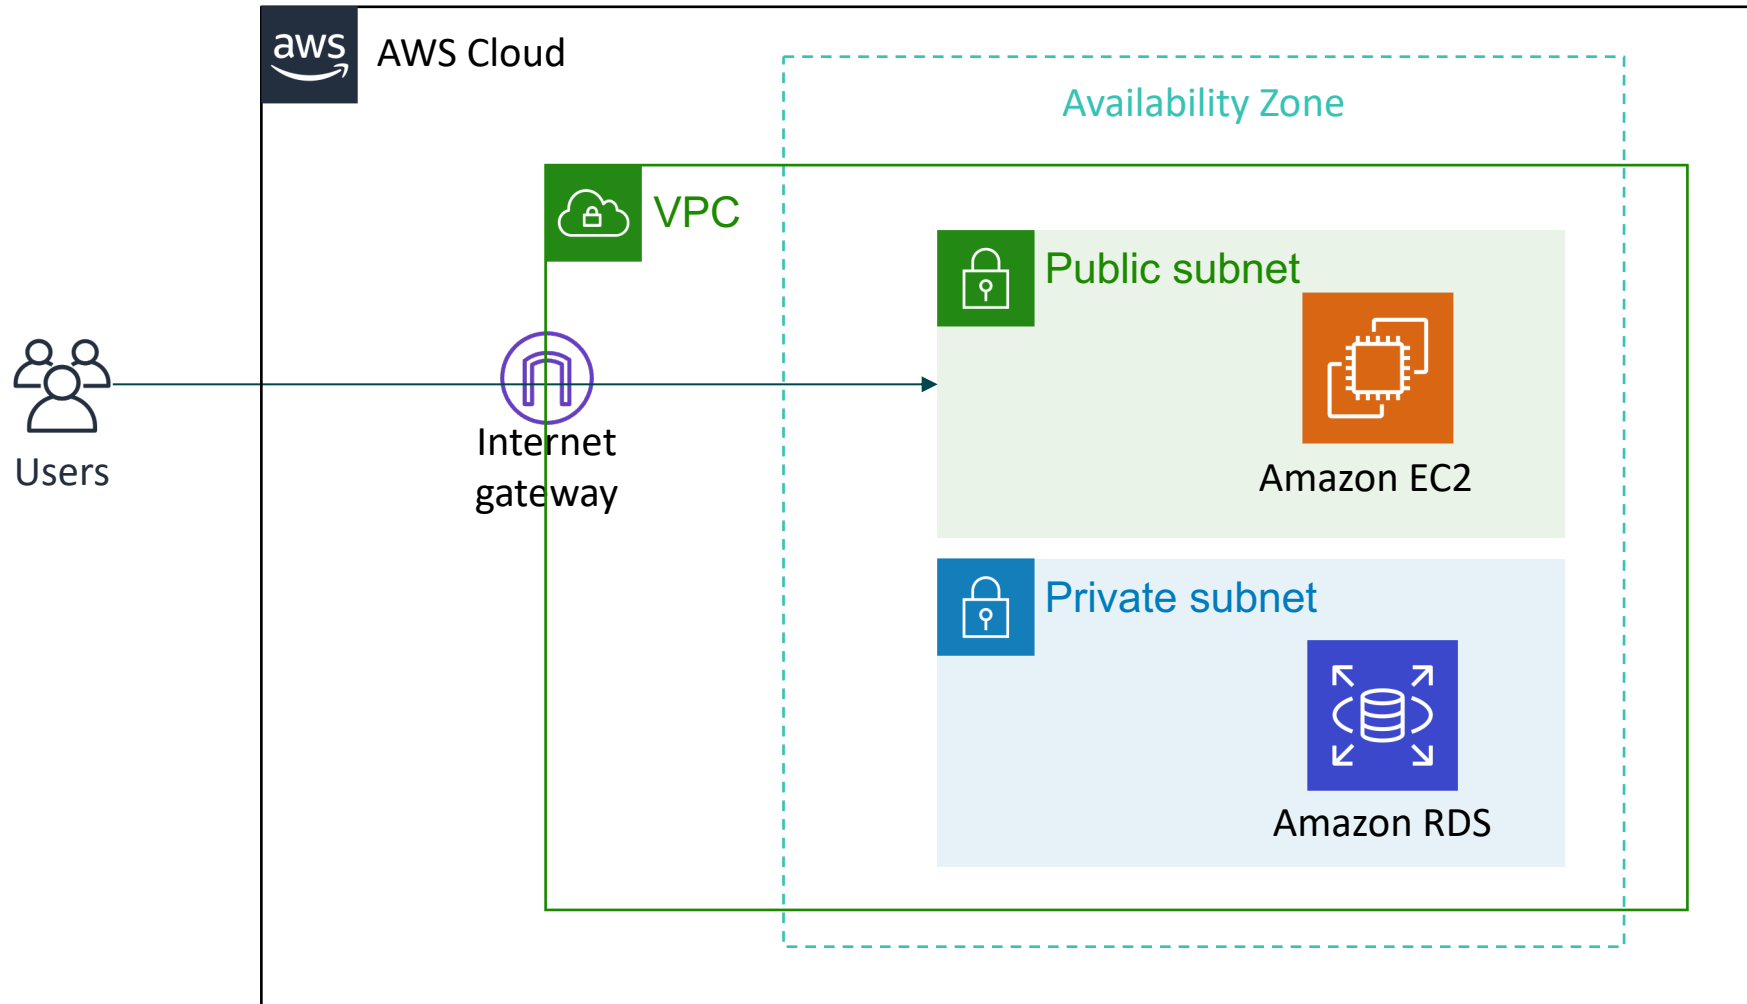 aws
AWS Cloud
Availability Zone
VPC
Public subnet
Amazon EC2
Users
Internet
gateway
Private subnet
Amazon RDS